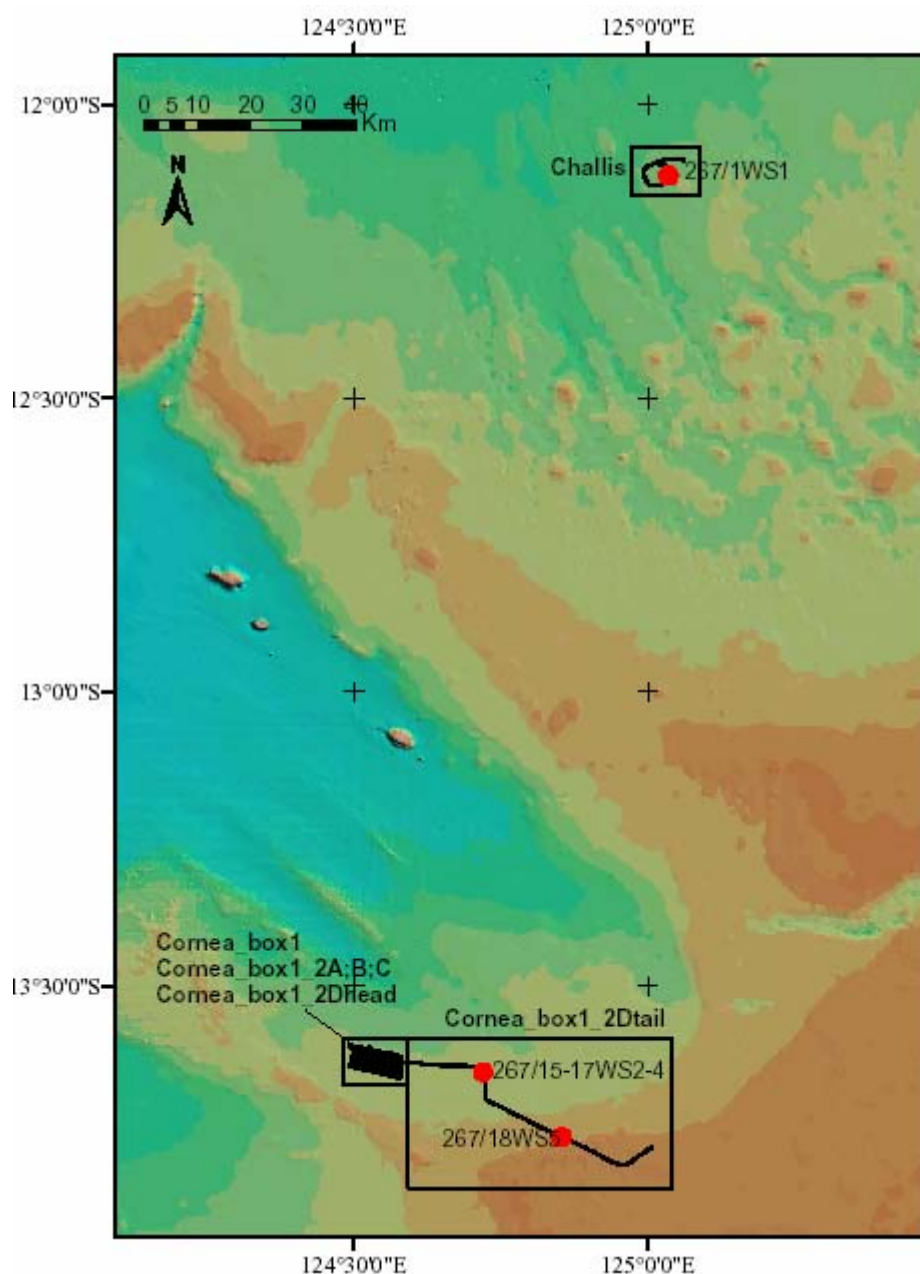 124°30'0"E 125°0'0"E
12°0'0"S
0 5 10 20 30 40
Km
N
Challis
267/1WS1
12°30'0"S
13°0'0"S
Cornea_box1
Cornea_box1_2A;B;C
Cornea_box1_2Dhead
13°30'0"S
Cornea_box1_2Dtail
267/15-17WS2-4
267/18WS5
124°30'0"E 125°0'0"E